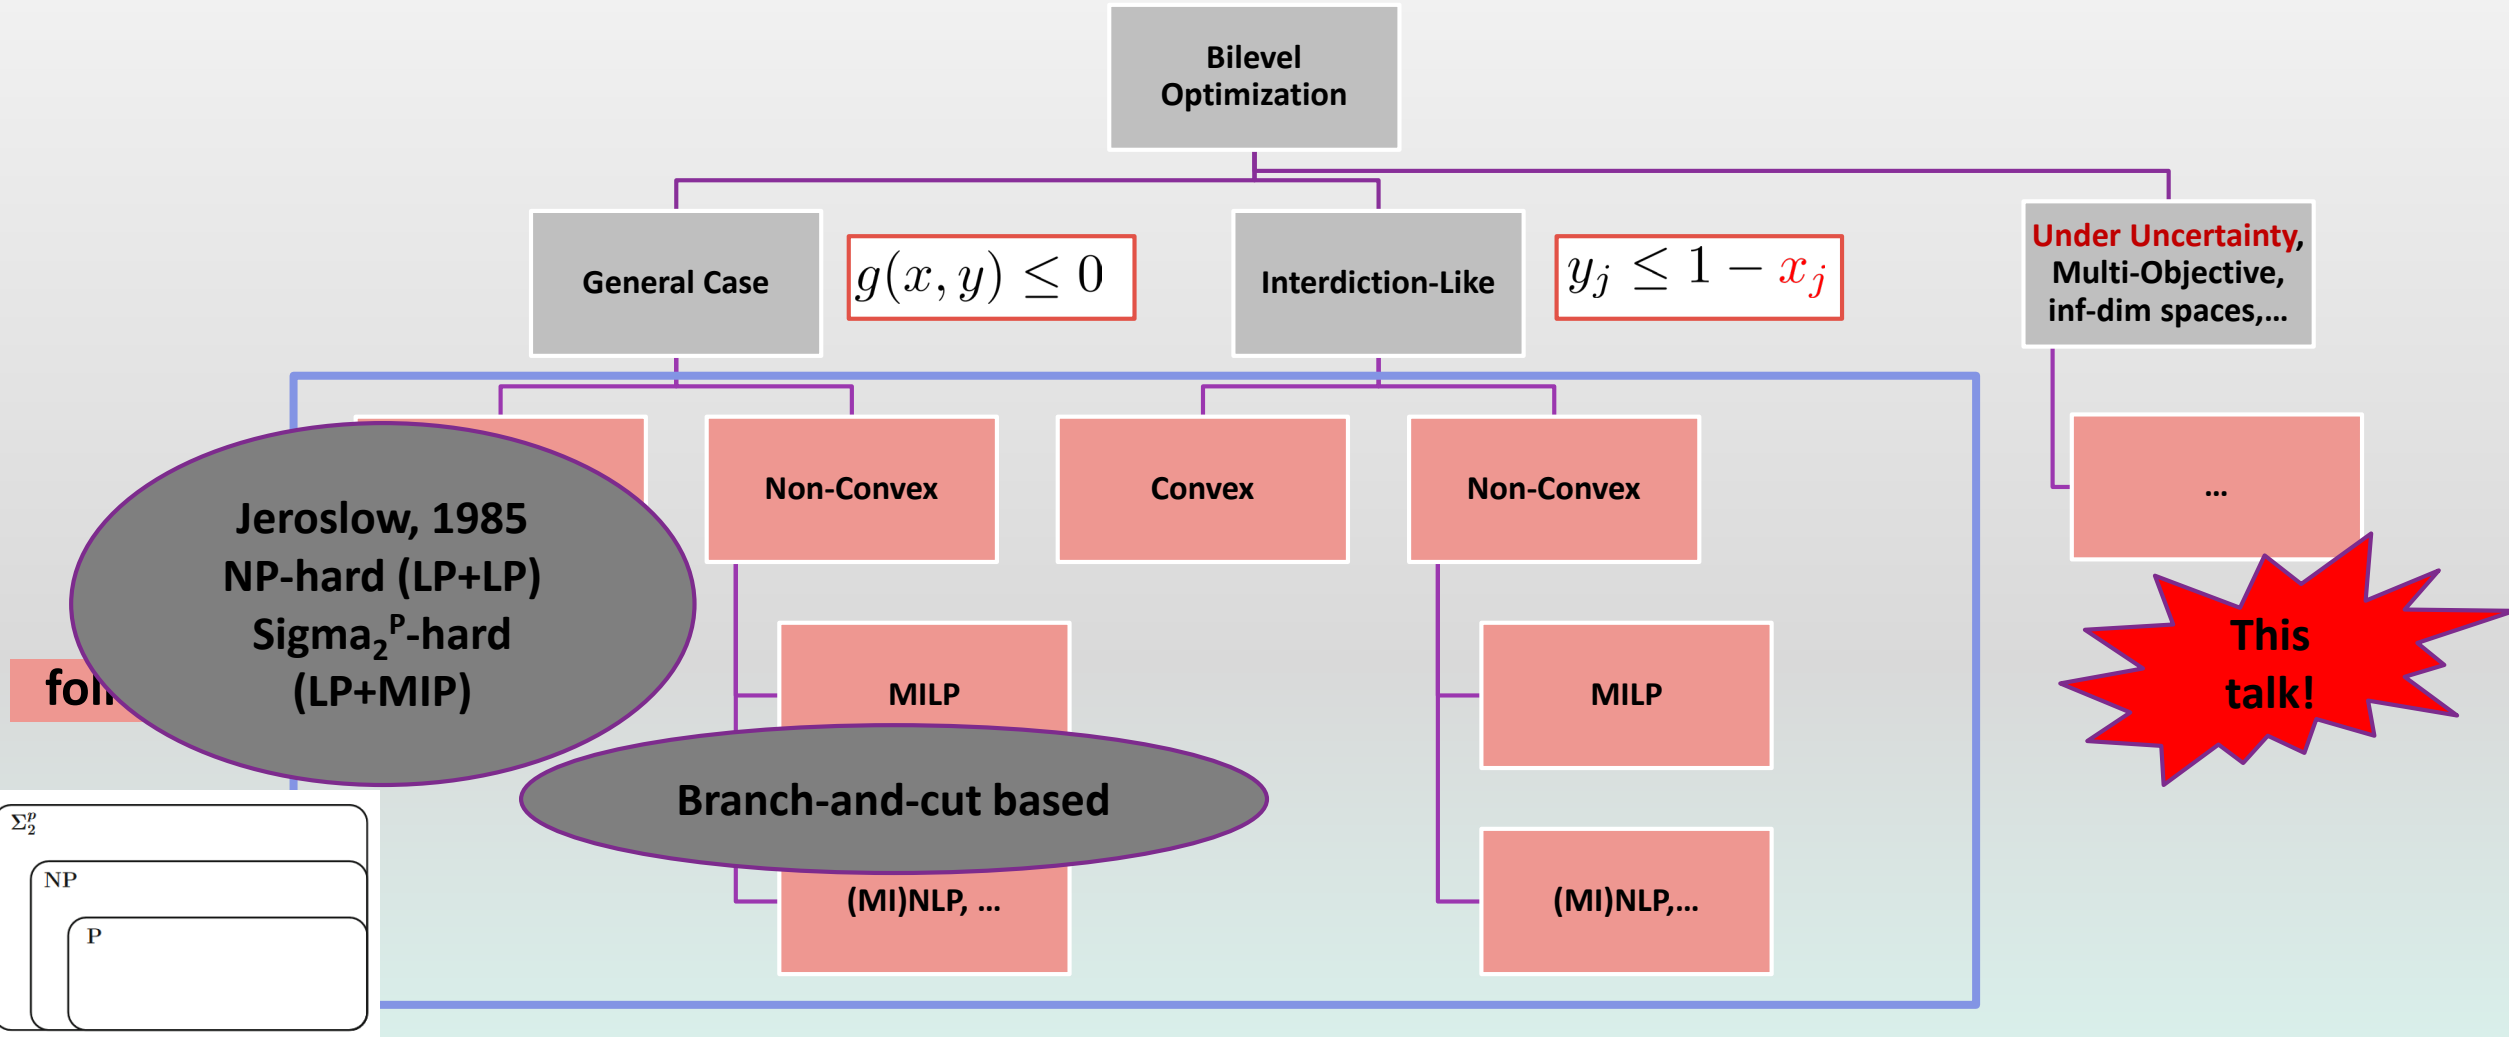 Bilevel
Optimization
General Case
g(x, y) ≤ 0
Interdiction-Like
y_j ≤ 1 − x_j
Under Uncertainty,
Multi-Objective,
inf-dim spaces,...
Non-Convex
Convex
Non-Convex
...
Jeroslow, 1985
NP-hard (LP+LP)
Sigma₂ᴾ-hard
(LP+MIP)
This
talk!
MILP
MILP
Branch-and-cut based
(MI)NLP, ...
(MI)NLP,...
Σ₂ᵖ
NP
P